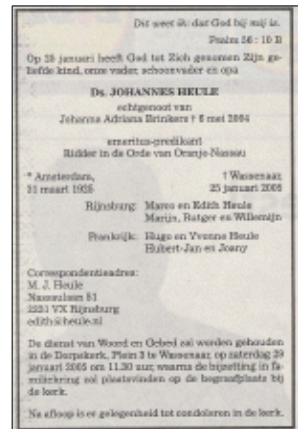 Dit weet ik: dat God bij mij is.
Psalm 56 : 10 B
Op 25 januari heeft God tot Zich genomen Zijn ge-
liefde kind, onze vader, schoonvader en opa
Ds. JOHANNES HEULE
echtgenoot van
Johanna Adriana Brinkers † 6 mei 2004
emeritus-predikant
Ridder in de Orde van Oranje-Nassau
* Amsterdam, † Wassenaar,
31 maart 25 januari 2005
Rijnsburg: Marco en Edith Heule
Marijn, Rutger en Willemijn
Frankrijk: Hugo en Yvonne Heule
Hubert-Jan en Joany
Correspondentieadres:
M. J. Heule
Nassaulaan 51
2231 VX Rijnsburg
edith@heule.nl
De dienst van Woord en Gebed zal worden gehouden
in de Dorpskerk, Plein 3 te Wassenaar, op zaterdag 29
januari 2005 om 11.30 uur, waarna de bijzetting in fa-
miliekring zal plaatsvinden op de begraafplaats bij
de kerk.
Na afloop is er gelegenheid tot condoleren in de kerk.